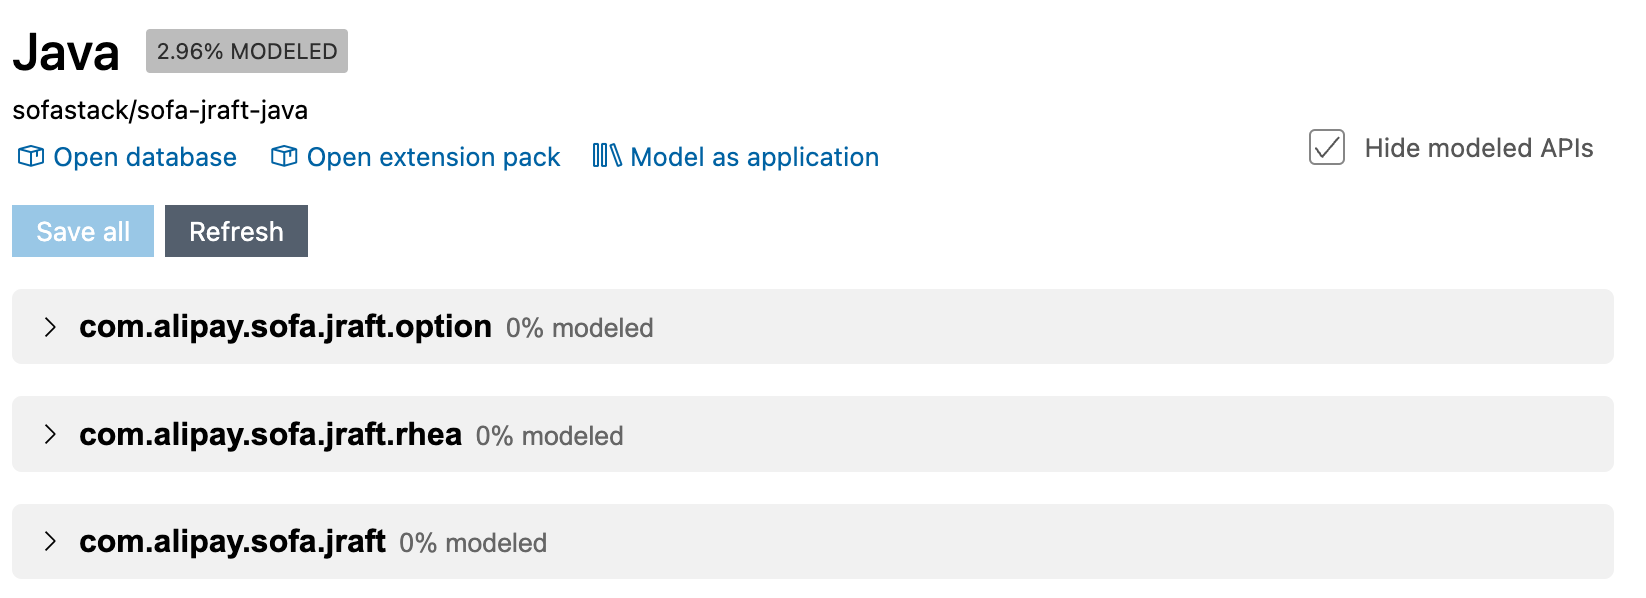 Java 2.96% MODELED
sofastack/sofa-jraft-java
Open database Open extension pack Model as application Hide modeled APIs
Save all Refresh
com.alipay.sofa.jraft.option 0% modeled
com.alipay.sofa.jraft.rhea 0% modeled
com.alipay.sofa.jraft 0% modeled